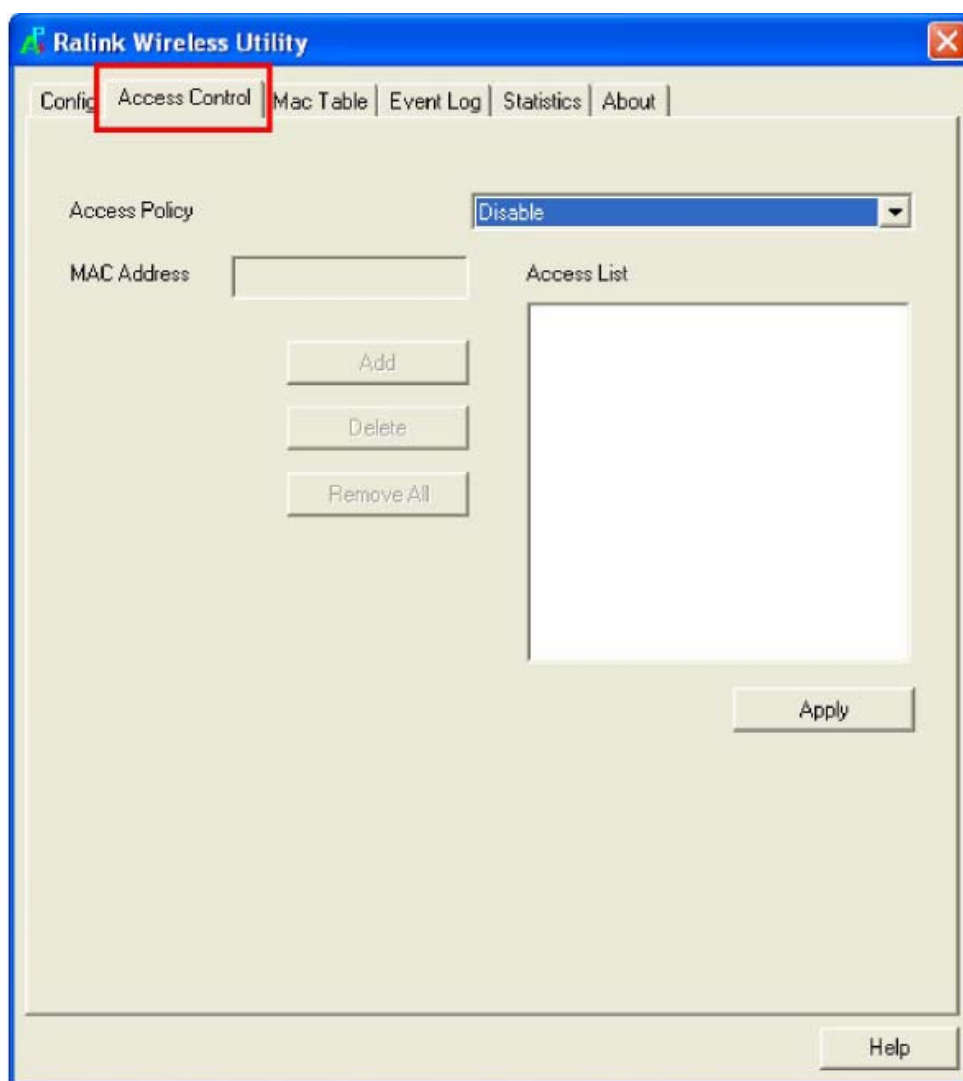 Ralink Wireless Utility
Config Access Control Mac Table Event Log Statistics About
Access Policy Disable
MAC Address Access List
Add
Delete
Remove All
Apply
Help